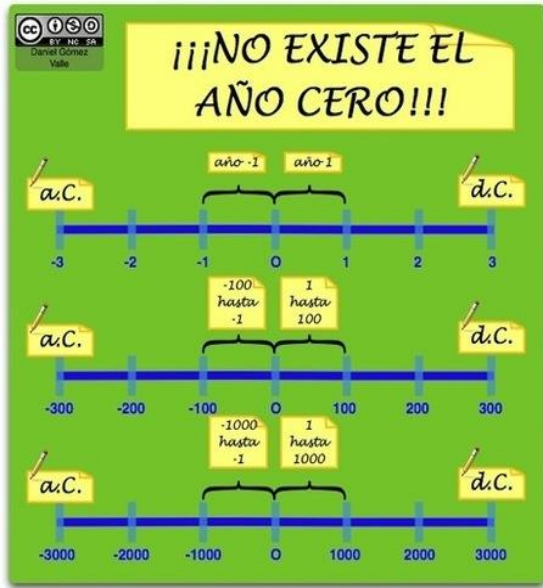 cc BY NC SA
Daniel Gómez
Valle
¡¡¡NO EXISTE EL
AÑO CERO!!!
año -1 año 1
a.C. d.C.
-3 -2 -1 0 1 2 3
-100
hasta
-1
1
hasta
100
a.C. d.C.
-300 -200 -100 0 100 200 300
-1000
hasta
-1
1
hasta
1000
a.C. d.C.
-3000 -2000 -1000 0 1000 2000 3000